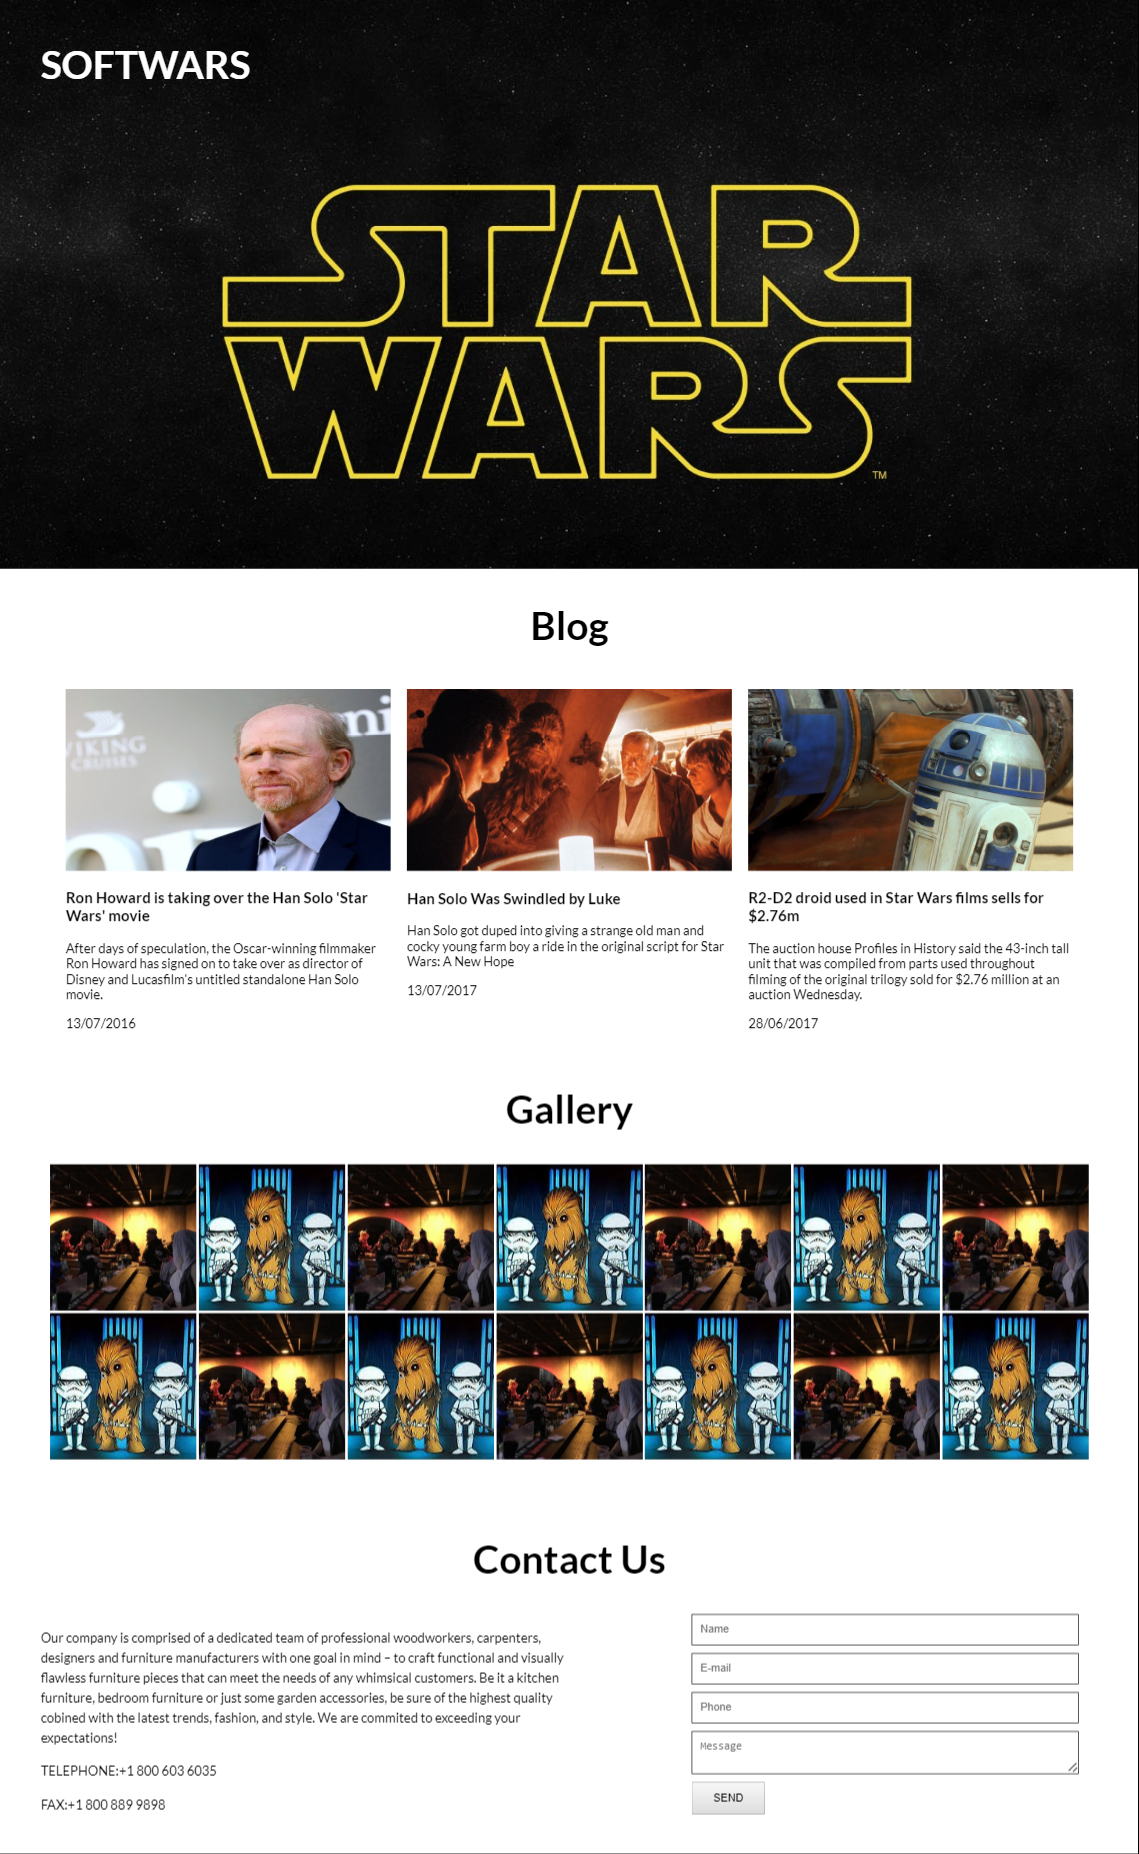 SOFTWARS
STAR
WARS
TM
Blog
VIKING
CRUISES
ni
Ron Howard is taking over the Han Solo 'Star
Wars' movie
After days of speculation, the Oscar-winning filmmaker
Ron Howard has signed on to take over as director of
Disney and Lucasfilm's untitled standalone Han Solo
movie.
13/07/2016
Han Solo Was Swindled by Luke
Han Solo got duped into giving a strange old man and
cocky young farm boy a ride in the original script for Star
Wars: A New Hope
13/07/2017
R2-D2 droid used in Star Wars films sells for
$2.76m
The auction house Profiles in History said the 43-inch tall
unit that was compiled from parts used throughout
filming of the original trilogy sold for $2.76 million at an
auction Wednesday.
28/06/2017
Gallery
Contact Us
Our company is comprised of a dedicated team of professional woodworkers, carpenters,
designers and furniture manufacturers with one goal in mind – to craft functional and visually
flawless furniture pieces that can meet the needs of any whimsical customers. Be it a kitchen
furniture, bedroom furniture or just some garden accessories, be sure of the highest quality
cobined with the latest trends, fashion, and style. We are commited to exceeding your
expectations!
TELEPHONE:+1 800 603 6035
FAX:+1 800 889 9898
Name
E-mail
Phone
Message
SEND